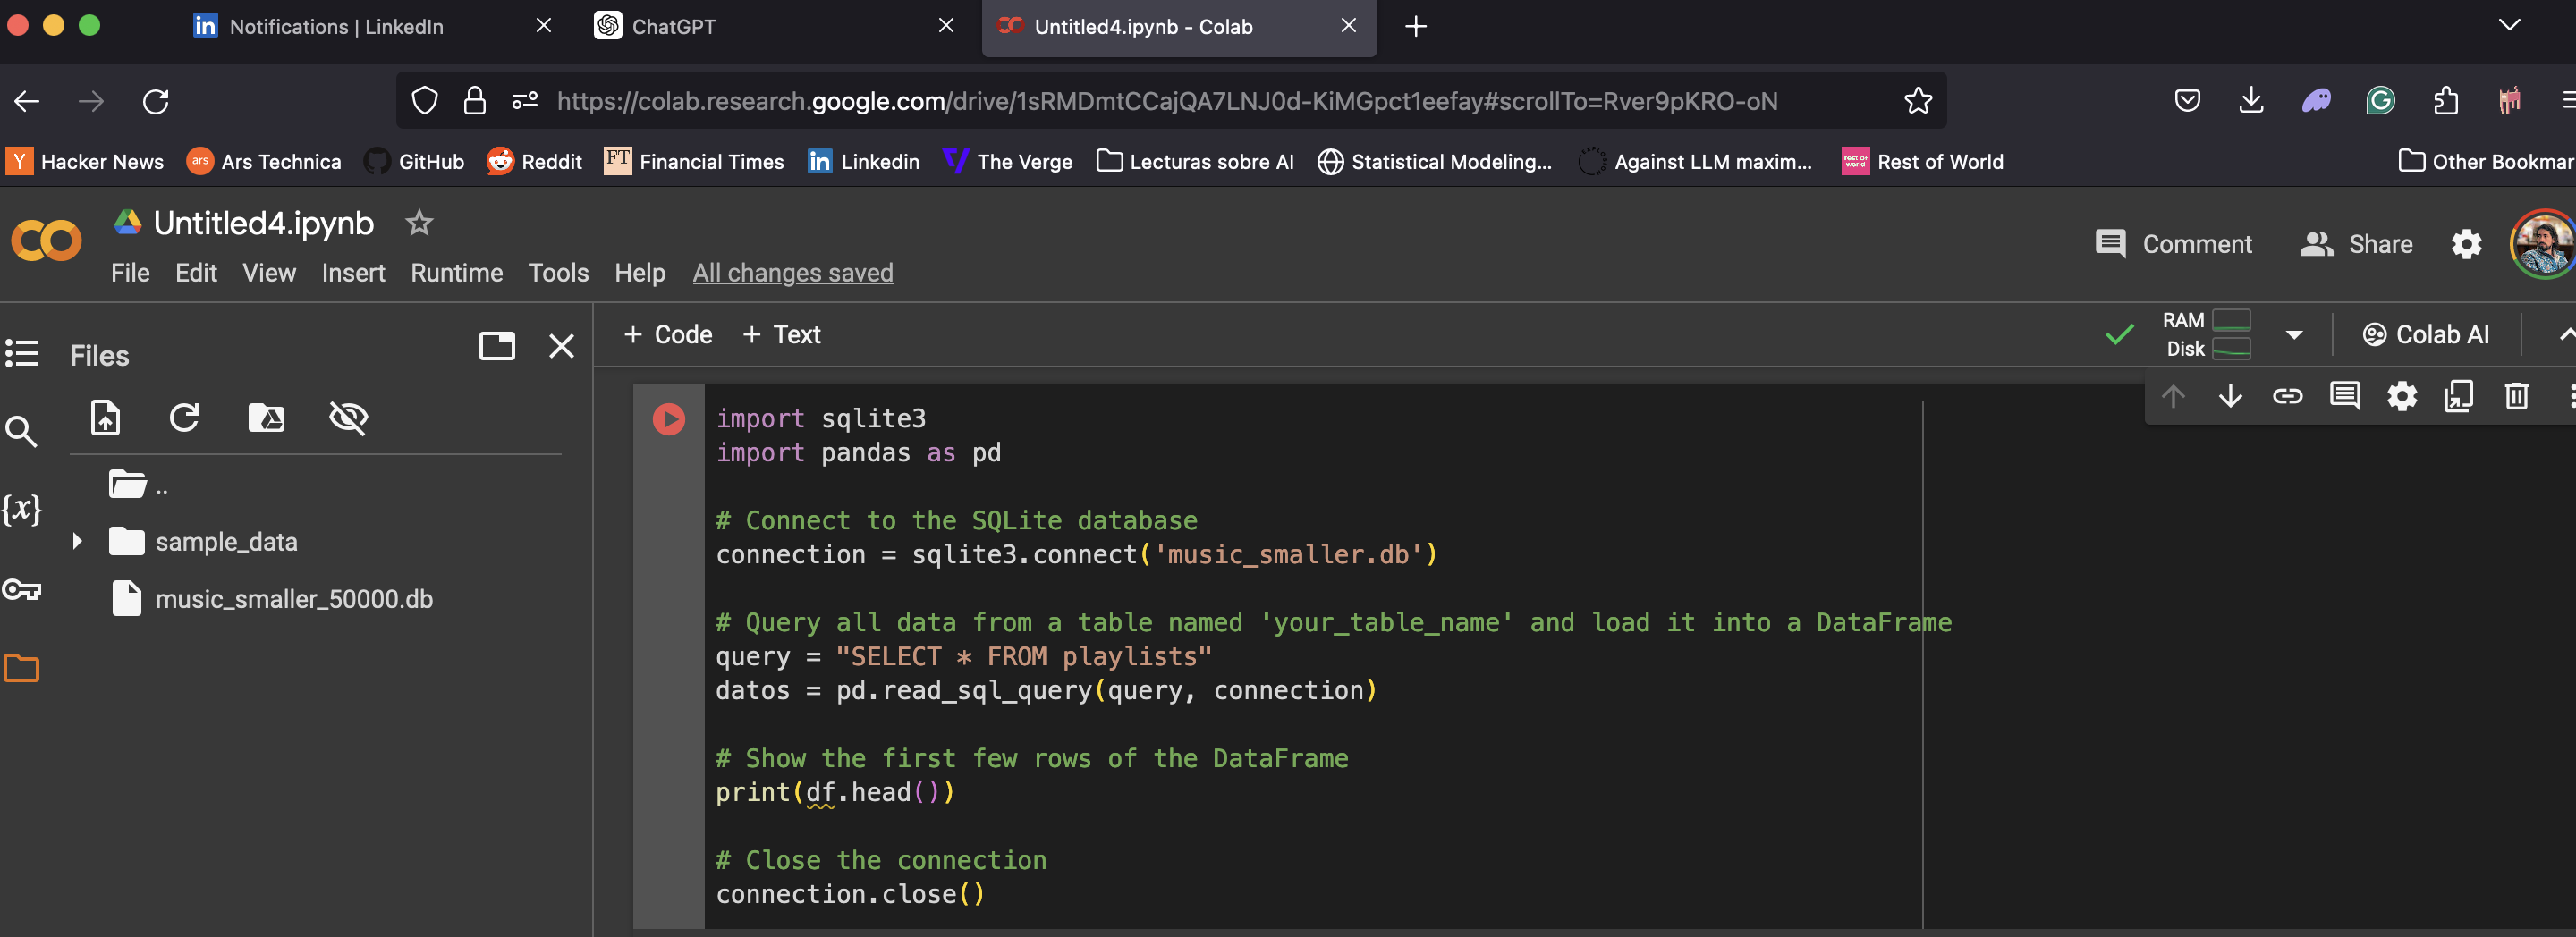 Notifications | LinkedIn
ChatGPT
Untitled4.ipynb - Colab
https://colab.research.google.com/drive/1sRMDmtCCajQA7LNJ0d-KiMGpct1eefay#scrollTo=Rver9pKRO-oN
Hacker News
ars
Ars Technica
GitHub
Reddit
FT
Financial Times
Linkedin
The Verge
Lecturas sobre AI
Statistical Modeling...
Against LLM maxim...
rest of world
Rest of World
Other Bookmar
Untitled4.ipynb
File Edit View Insert Runtime Tools Help All changes saved
Comment
Share
Files
+ Code + Text
RAM
Disk
Colab AI
..
sample_data
music_smaller_50000.db
{x}
import sqlite3
import pandas as pd
# Connect to the SQLite database
connection = sqlite3.connect('music_smaller.db')
# Query all data from a table named 'your_table_name' and load it into a DataFrame
query = "SELECT * FROM playlists"
datos = pd.read_sql_query(query, connection)
# Show the first few rows of the DataFrame
print(df.head())
# Close the connection
connection.close()